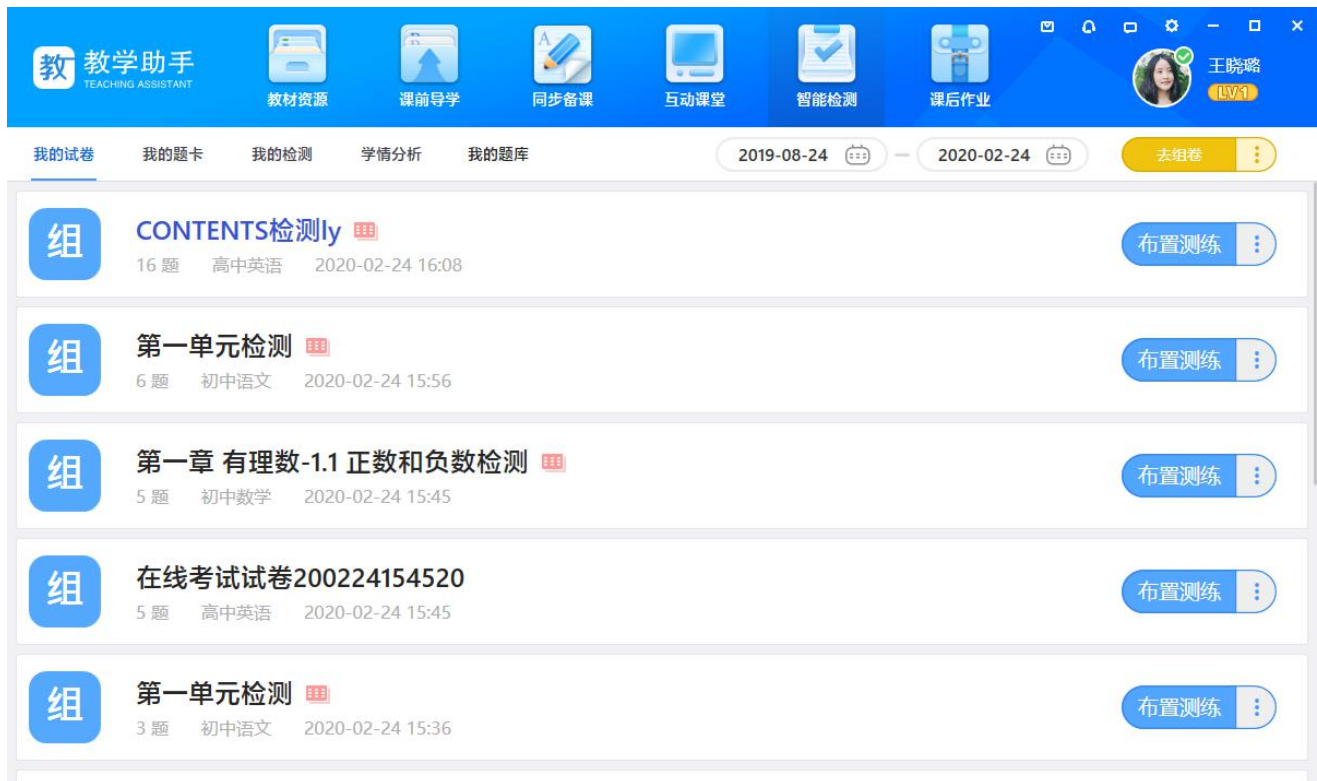 教 教学助手
TEACHING ASSISTANT
教材资源 课前导学 同步备课 互动课堂 智能检测 课后作业
王晓璐
LV1
我的试卷 我的题卡 我的检测 学情分析 我的题库 2019-08-24 — 2020-02-24 去组卷
组 CONTENTS检测ly 布置测练
16 题 高中英语 2020-02-24 16:08
组 第一单元检测 布置测练
6 题 初中语文 2020-02-24 15:56
组 第一章 有理数-1.1 正数和负数检测 布置测练
5 题 初中数学 2020-02-24 15:45
组 在线考试试卷200224154520 布置测练
5 题 高中英语 2020-02-24 15:45
组 第一单元检测 布置测练
3 题 初中语文 2020-02-24 15:36